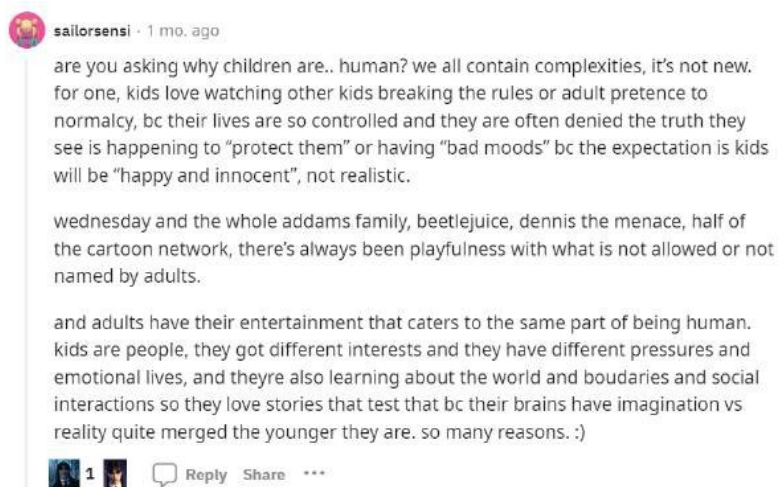 sailorsensi · 1 mo. ago
are you asking why children are.. human? we all contain complexities, it's not new.
for one, kids love watching other kids breaking the rules or adult pretence to
normalcy, bc their lives are so controlled and they are often denied the truth they
see is happening to “protect them” or having “bad moods” bc the expectation is kids
will be “happy and innocent”, not realistic.
wednesday and the whole addams family, beetlejuice, dennis the menace, half of
the cartoon network, there's always been playfulness with what is not allowed or not
named by adults.
and adults have their entertainment that caters to the same part of being human.
kids are people, they got different interests and they have different pressures and
emotional lives, and theyre also learning about the world and boudaries and social
interactions so they love stories that test that bc their brains have imagination vs
reality quite merged the younger they are. so many reasons. :)
1 Reply Share ···